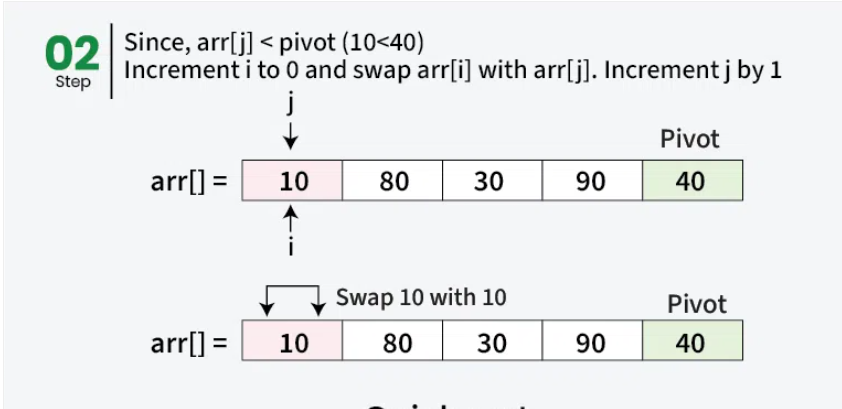 02
Step
Since, arr[j] < pivot (10<40)
Increment i to 0 and swap arr[i] with arr[j]. Increment j by 1
j
Pivot
arr[] = 10 80 30 90 40
i
Swap 10 with 10
Pivot
arr[] = 10 80 30 90 40